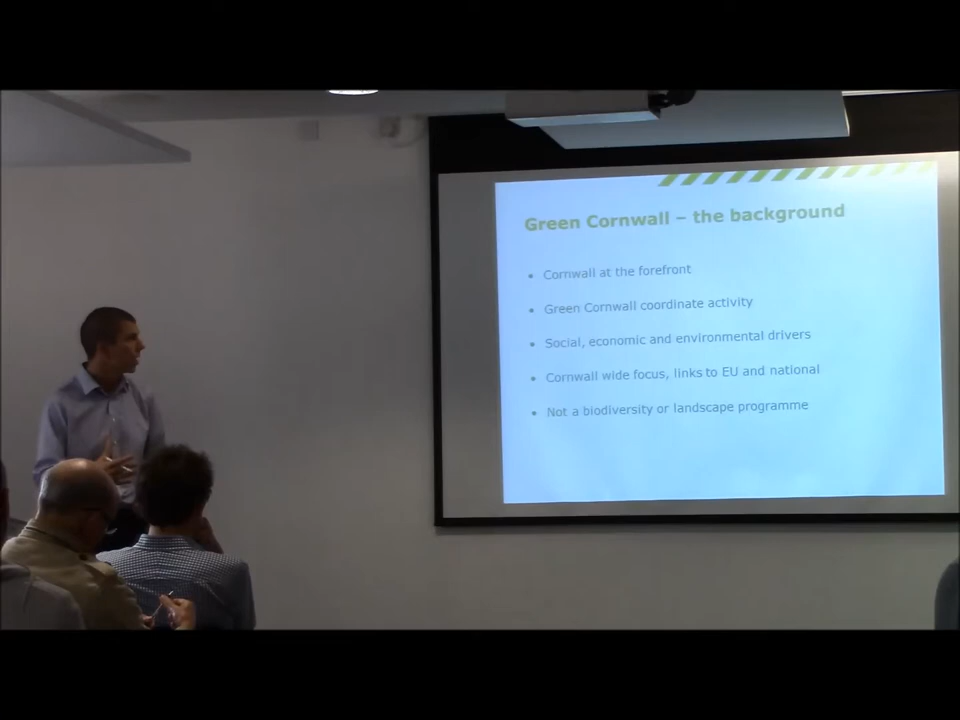 Green Cornwall – the background
• Cornwall at the forefront
• Green Cornwall coordinate activity
• Social, economic and environmental drivers
• Cornwall wide focus, links to EU and national
• Not a biodiversity or landscape programme